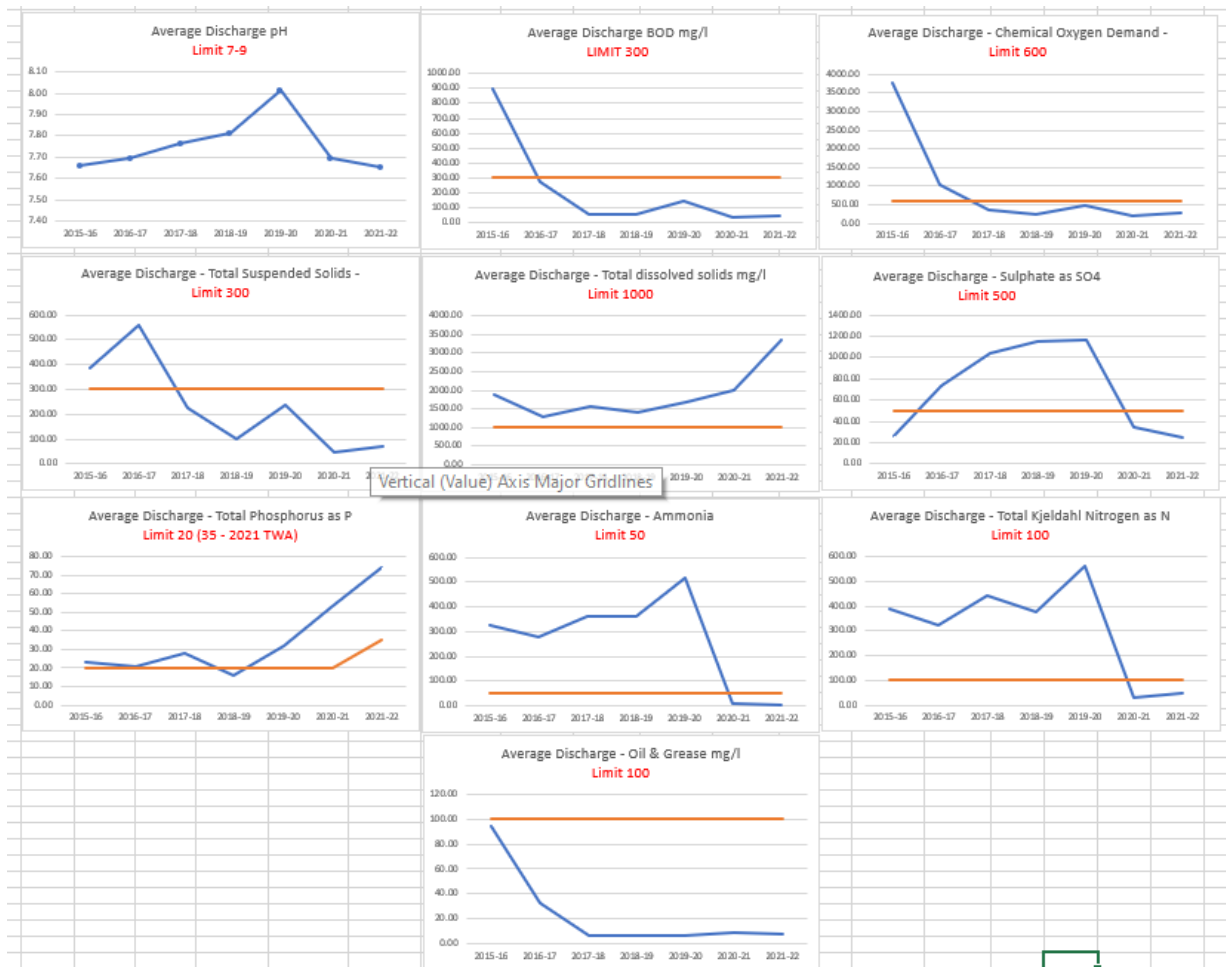 Average Discharge pH
Limit 7-9
8.10
8.00
7.90
7.80
7.70
7.60
7.50
7.40
2015-16 2016-17 2017-18 2018-19 2019-20 2020-21 2021-22
Average Discharge BOD mg/l
LIMIT 300
1000.00
900.00
800.00
700.00
600.00
500.00
400.00
300.00
200.00
100.00
0.00
2015-16 2016-17 2017-18 2018-19 2019-20 2020-21 2021-22
Average Discharge - Chemical Oxygen Demand -
Limit 600
4000.00
3500.00
3000.00
2500.00
2000.00
1500.00
1000.00
500.00
0.00
2015-16 2016-17 2017-18 2018-19 2019-20 2020-21 2021-22
Average Discharge - Total Suspended Solids -
Limit 300
600.00
500.00
400.00
300.00
200.00
100.00
0.00
2015-16 2016-17 2017-18 2018-19 2019-20 2020-21
Average Discharge - Total dissolved solids mg/l
Limit 1000
4000.00
3500.00
3000.00
2500.00
2000.00
1500.00
1000.00
500.00
0.00
2019-20 2020-21 2021-22
Vertical (Value) Axis Major Gridlines
Average Discharge - Sulphate as SO4
Limit 500
1400.00
1200.00
1000.00
800.00
600.00
400.00
200.00
0.00
2015-16 2016-17 2017-18 2018-19 2019-20 2020-21 2021-22
Average Discharge - Total Phosphorus as P
Limit 20 (35 - 2021 TWA)
80.00
70.00
60.00
50.00
40.00
30.00
20.00
10.00
0.00
2015-16 2016-17 2017-18 2018-19 2019-20 2020-21 2021-22
Average Discharge - Ammonia
Limit 50
600.00
500.00
400.00
300.00
200.00
100.00
0.00
2015-16 2016-17 2017-18 2018-19 2019-20 2020-21 2021-22
Average Discharge - Total Kjeldahl Nitrogen as N
Limit 100
600.00
500.00
400.00
300.00
200.00
100.00
0.00
2015-16 2016-17 2017-18 2018-19 2019-20 2020-21 2021-22
Average Discharge - Oil & Grease mg/l
Limit 100
120.00
100.00
80.00
60.00
40.00
20.00
0.00
2015-16 2016-17 2017-18 2018-19 2019-20 2020-21 2021-22